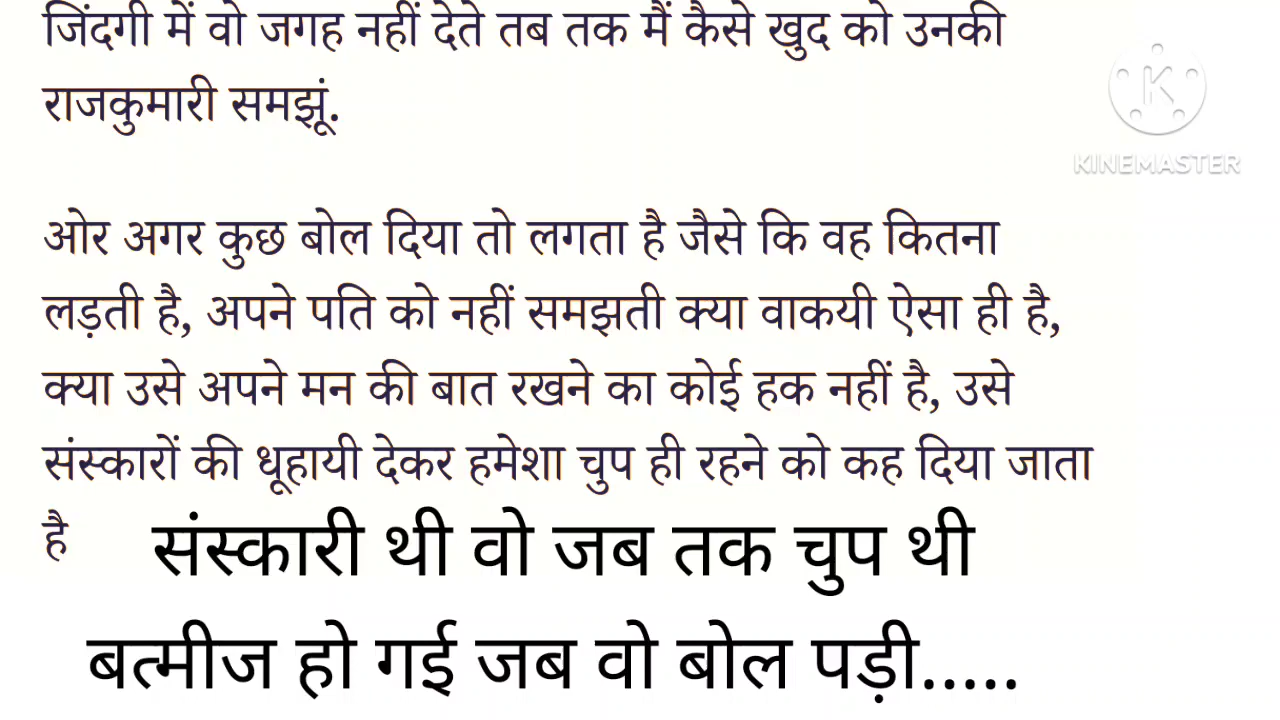 जिंदगी में वो जगह नहीं देते तब तक मैं कैसे खुद को उनकी
राजकुमारी समझूं.
KINEMASTER
ओर अगर कुछ बोल दिया तो लगता है जैसे कि वह कितना
लड़ती है, अपने पति को नहीं समझती क्या वाकयी ऐसा ही है,
क्या उसे अपने मन की बात रखने का कोई हक नहीं है, उसे
संस्कारों की धूहायी देकर हमेशा चुप ही रहने को कह दिया जाता
है
संस्कारी थी वो जब तक चुप थी
बत्मीज हो गई जब वो बोल पड़ी.....